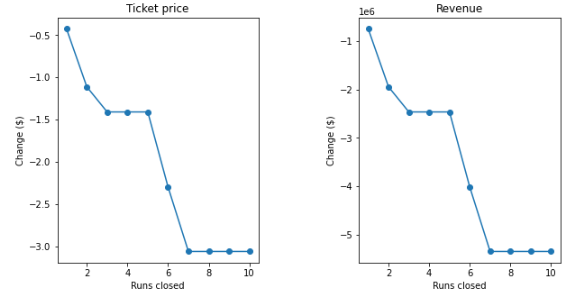 Ticket price
Change ($)
−0.5
−1.0
−1.5
−2.0
−2.5
−3.0
2 4 6 8 10
Runs closed
Revenue
1e6
Change ($)
−1
−2
−3
−4
−5
2 4 6 8 10
Runs closed